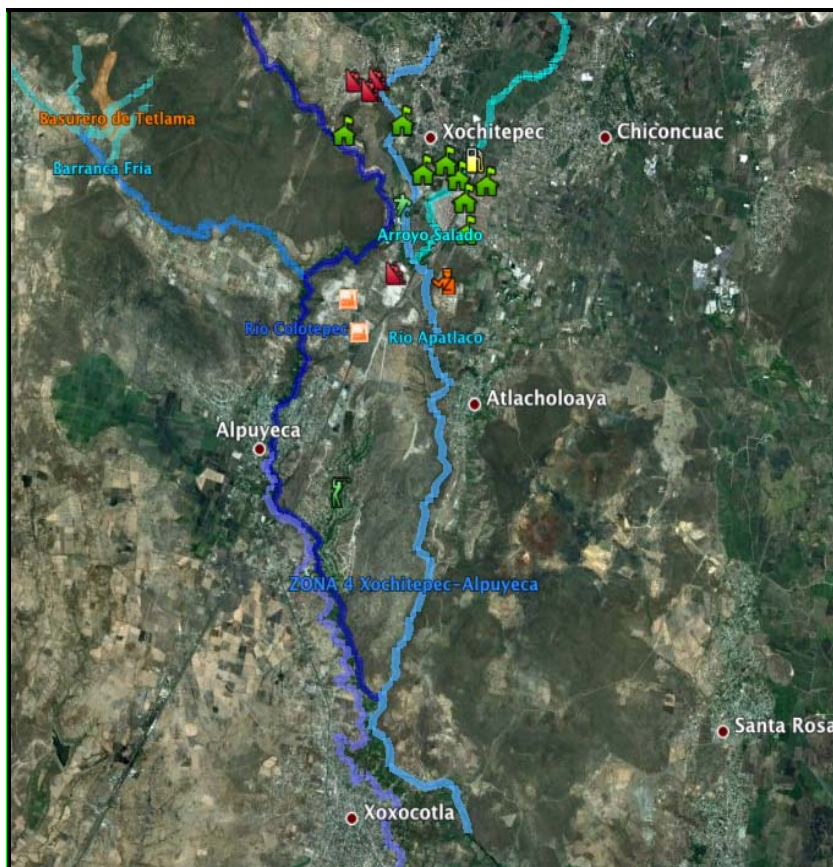 Basurero de Tetlama
Xochitepec
Chiconcuac
Barranca Fría
Arroyo Salado
Río Colotepec
Río Apatlaco
Atlacholoaya
Alpuyeca
ZONA 4 Xochitepec-Alpuyeca
Santa Rosa
Xoxocotla